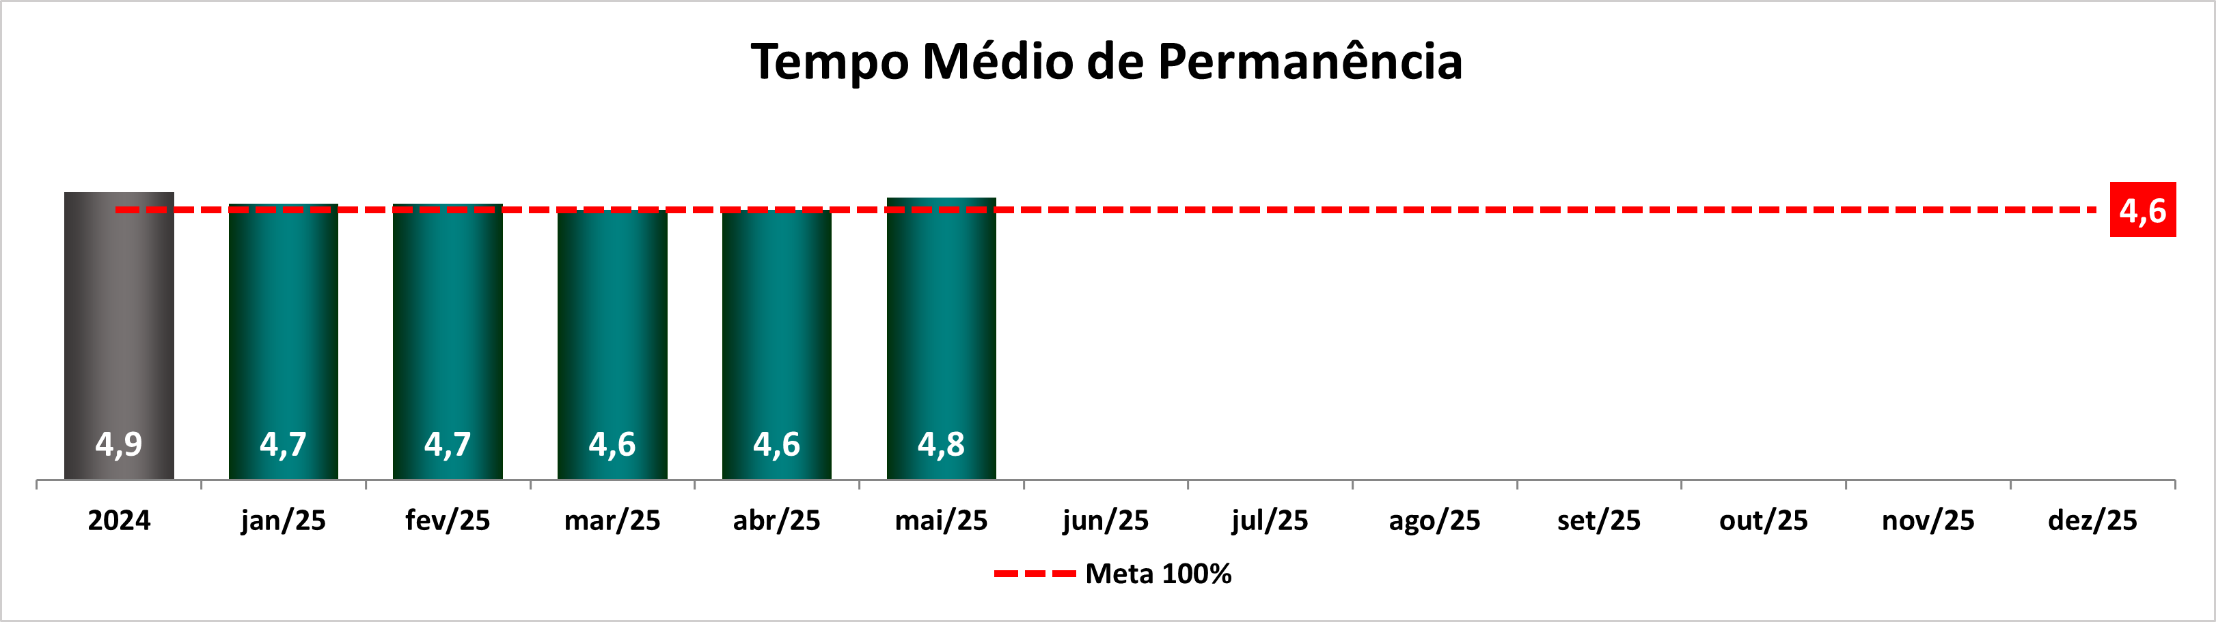 Tempo Médio de Permanência
4,6
4,9 4,7 4,7 4,6 4,6 4,8
2024 jan/25 fev/25 mar/25 abr/25 mai/25 jun/25 jul/25 ago/25 set/25 out/25 nov/25 dez/25
Meta 100%